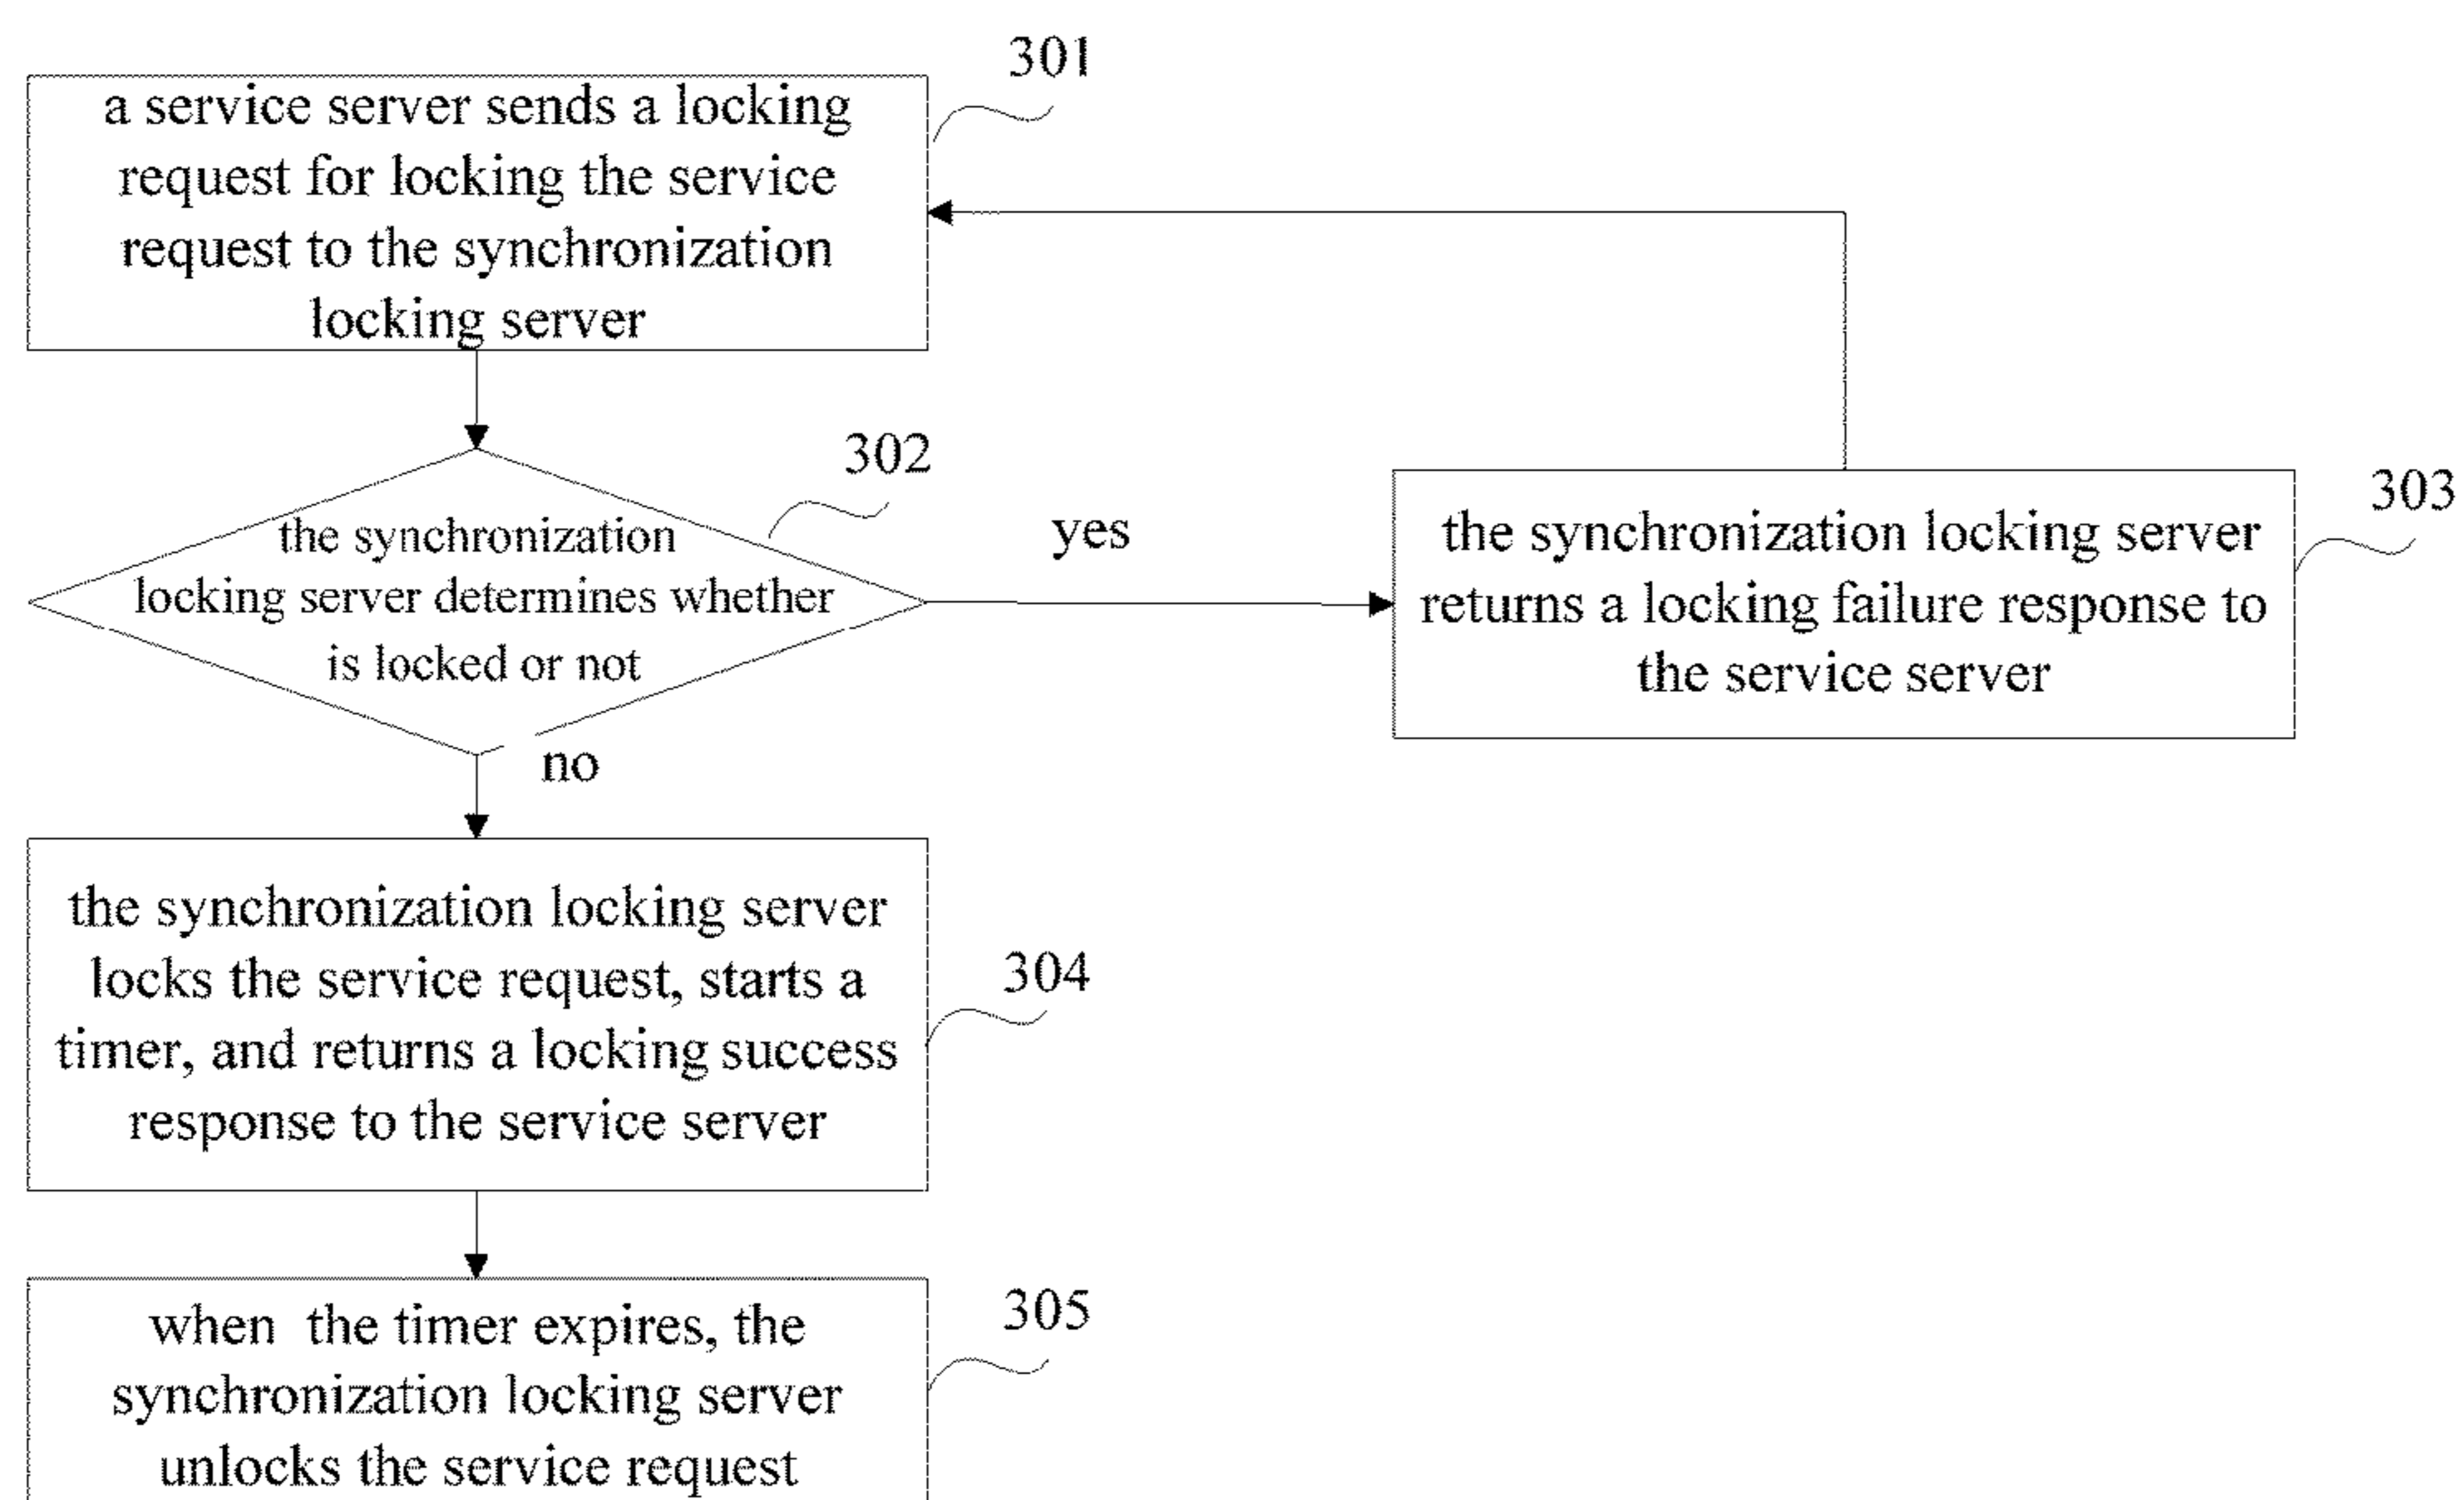 301
a service server sends a locking
request for locking the service
request to the synchronization
locking server
302
the synchronization
locking server determines whether
is locked or not
yes
303
the synchronization locking server
returns a locking failure response to
the service server
no
304
the synchronization locking server
locks the service request, starts a
timer, and returns a locking success
response to the service server
305
when the timer expires, the
synchronization locking server
unlocks the service request